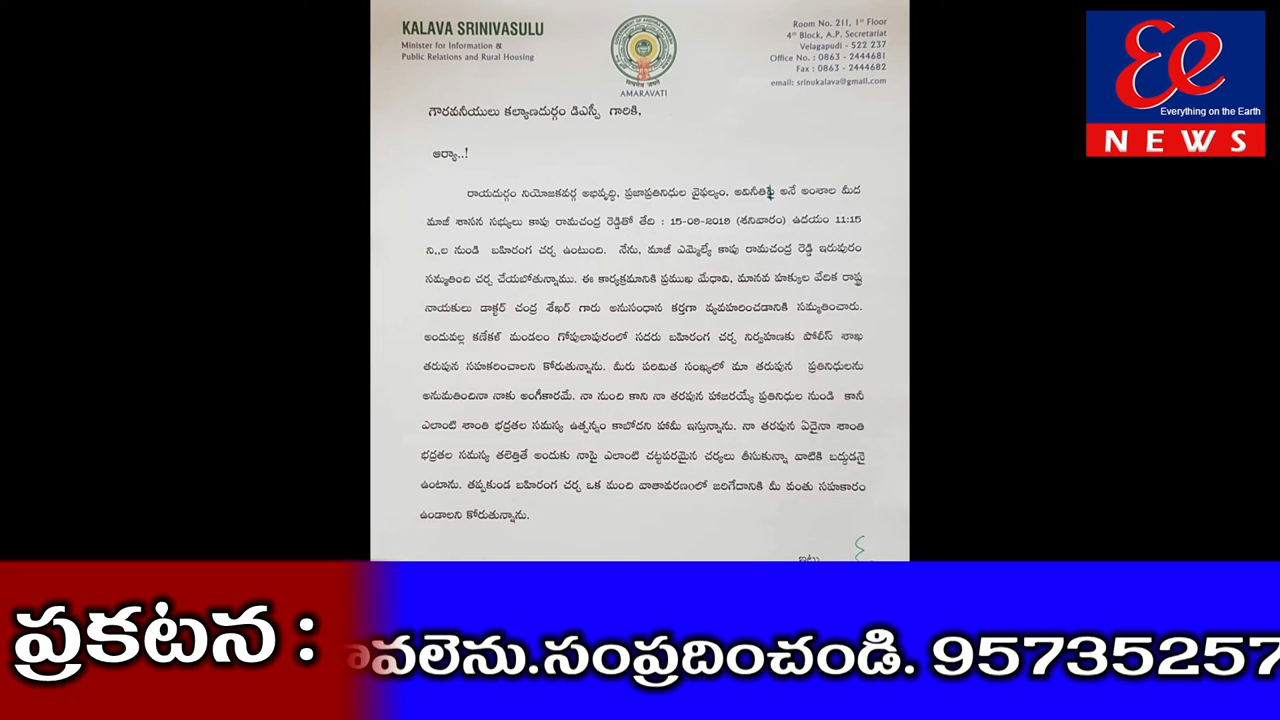 KALAVA SRINIVASULU
Minister for Information &
Public Relations and Rural Housing
AMARAVATI
Room No. 211, 1st Floor
4th Block, A.P. Secretariat
Velagapudi - 522 237
Office No. : 0863 - 2444681
Fax : 0863 - 2444682
email: srinukalava@gmail.com
Ee
Everything on the Earth
NEWS
గౌరవనీయులు కల్యాణదుర్గం డిఎస్పీ గారికి,
ఆర్యా..!
రాయదుర్గం నియోజకవర్గ అభివృద్ధి, ప్రజాప్రతినిధుల వైఫల్యం, అవినీతిపై అనే అంశాల మీద
మాజీ శాసన సభ్యులు కాపు రామచంద్ర రెడ్డితో తేది : 15-09-2018 (శనివారం) ఉదయం 11:15
ని,,ల నుండి బహిరంగ చర్చ ఉంటుంది. నేను, మాజీ ఎమ్మెల్యే కాపు రామచంద్ర రెడ్డి ఇరువురం
సమ్మతించి చర్చ చేయబోతున్నాము. ఈ కార్యక్రమానికి ప్రముఖ మేధావి, మానవ హక్కుల వేదిక రాష్ట్ర
నాయకులు డాక్టర్ చంద్ర శేఖర్ గారు అనుసంధాన కర్తగా వ్యవహరించడానికి సమ్మతించారు.
అందువల్ల కణేకల్ మండలం గోపులాపురంలో సదరు బహిరంగ చర్చ నిర్వహణకు పోలీస్ శాఖ
తరుపున సహకరించాలని కోరుతున్నాను. మీరు పరిమిత సంఖ్యలో మా తరుపున ప్రతినిధులను
అనుమతించినా నాకు అంగీకారమే. నా నుంచి కాని నా తరపున హాజరయ్యే ప్రతినిధుల నుండి కానీ
ఎలాంటి శాంతి భద్రతల సమస్య ఉత్పన్నం కాబోదని హామీ ఇస్తున్నాను. నా తరపున ఏదైనా శాంతి
భద్రతల సమస్య తలెత్తితే అందుకు నాపై ఎలాంటి చట్టపరమైన చర్యలు తీసుకున్నా వాటికి బద్ధుడనై
ఉంటాను. తప్పకుండ బహిరంగ చర్చ ఒక మంచి వాతావరణంలో జరిగేదానికి మీ వంతు సహకారం
ఉండాలని కోరుతున్నాను.
ఇట్లు
ప్రకటన :
కావలెను.సంప్రదించండి. 95735257